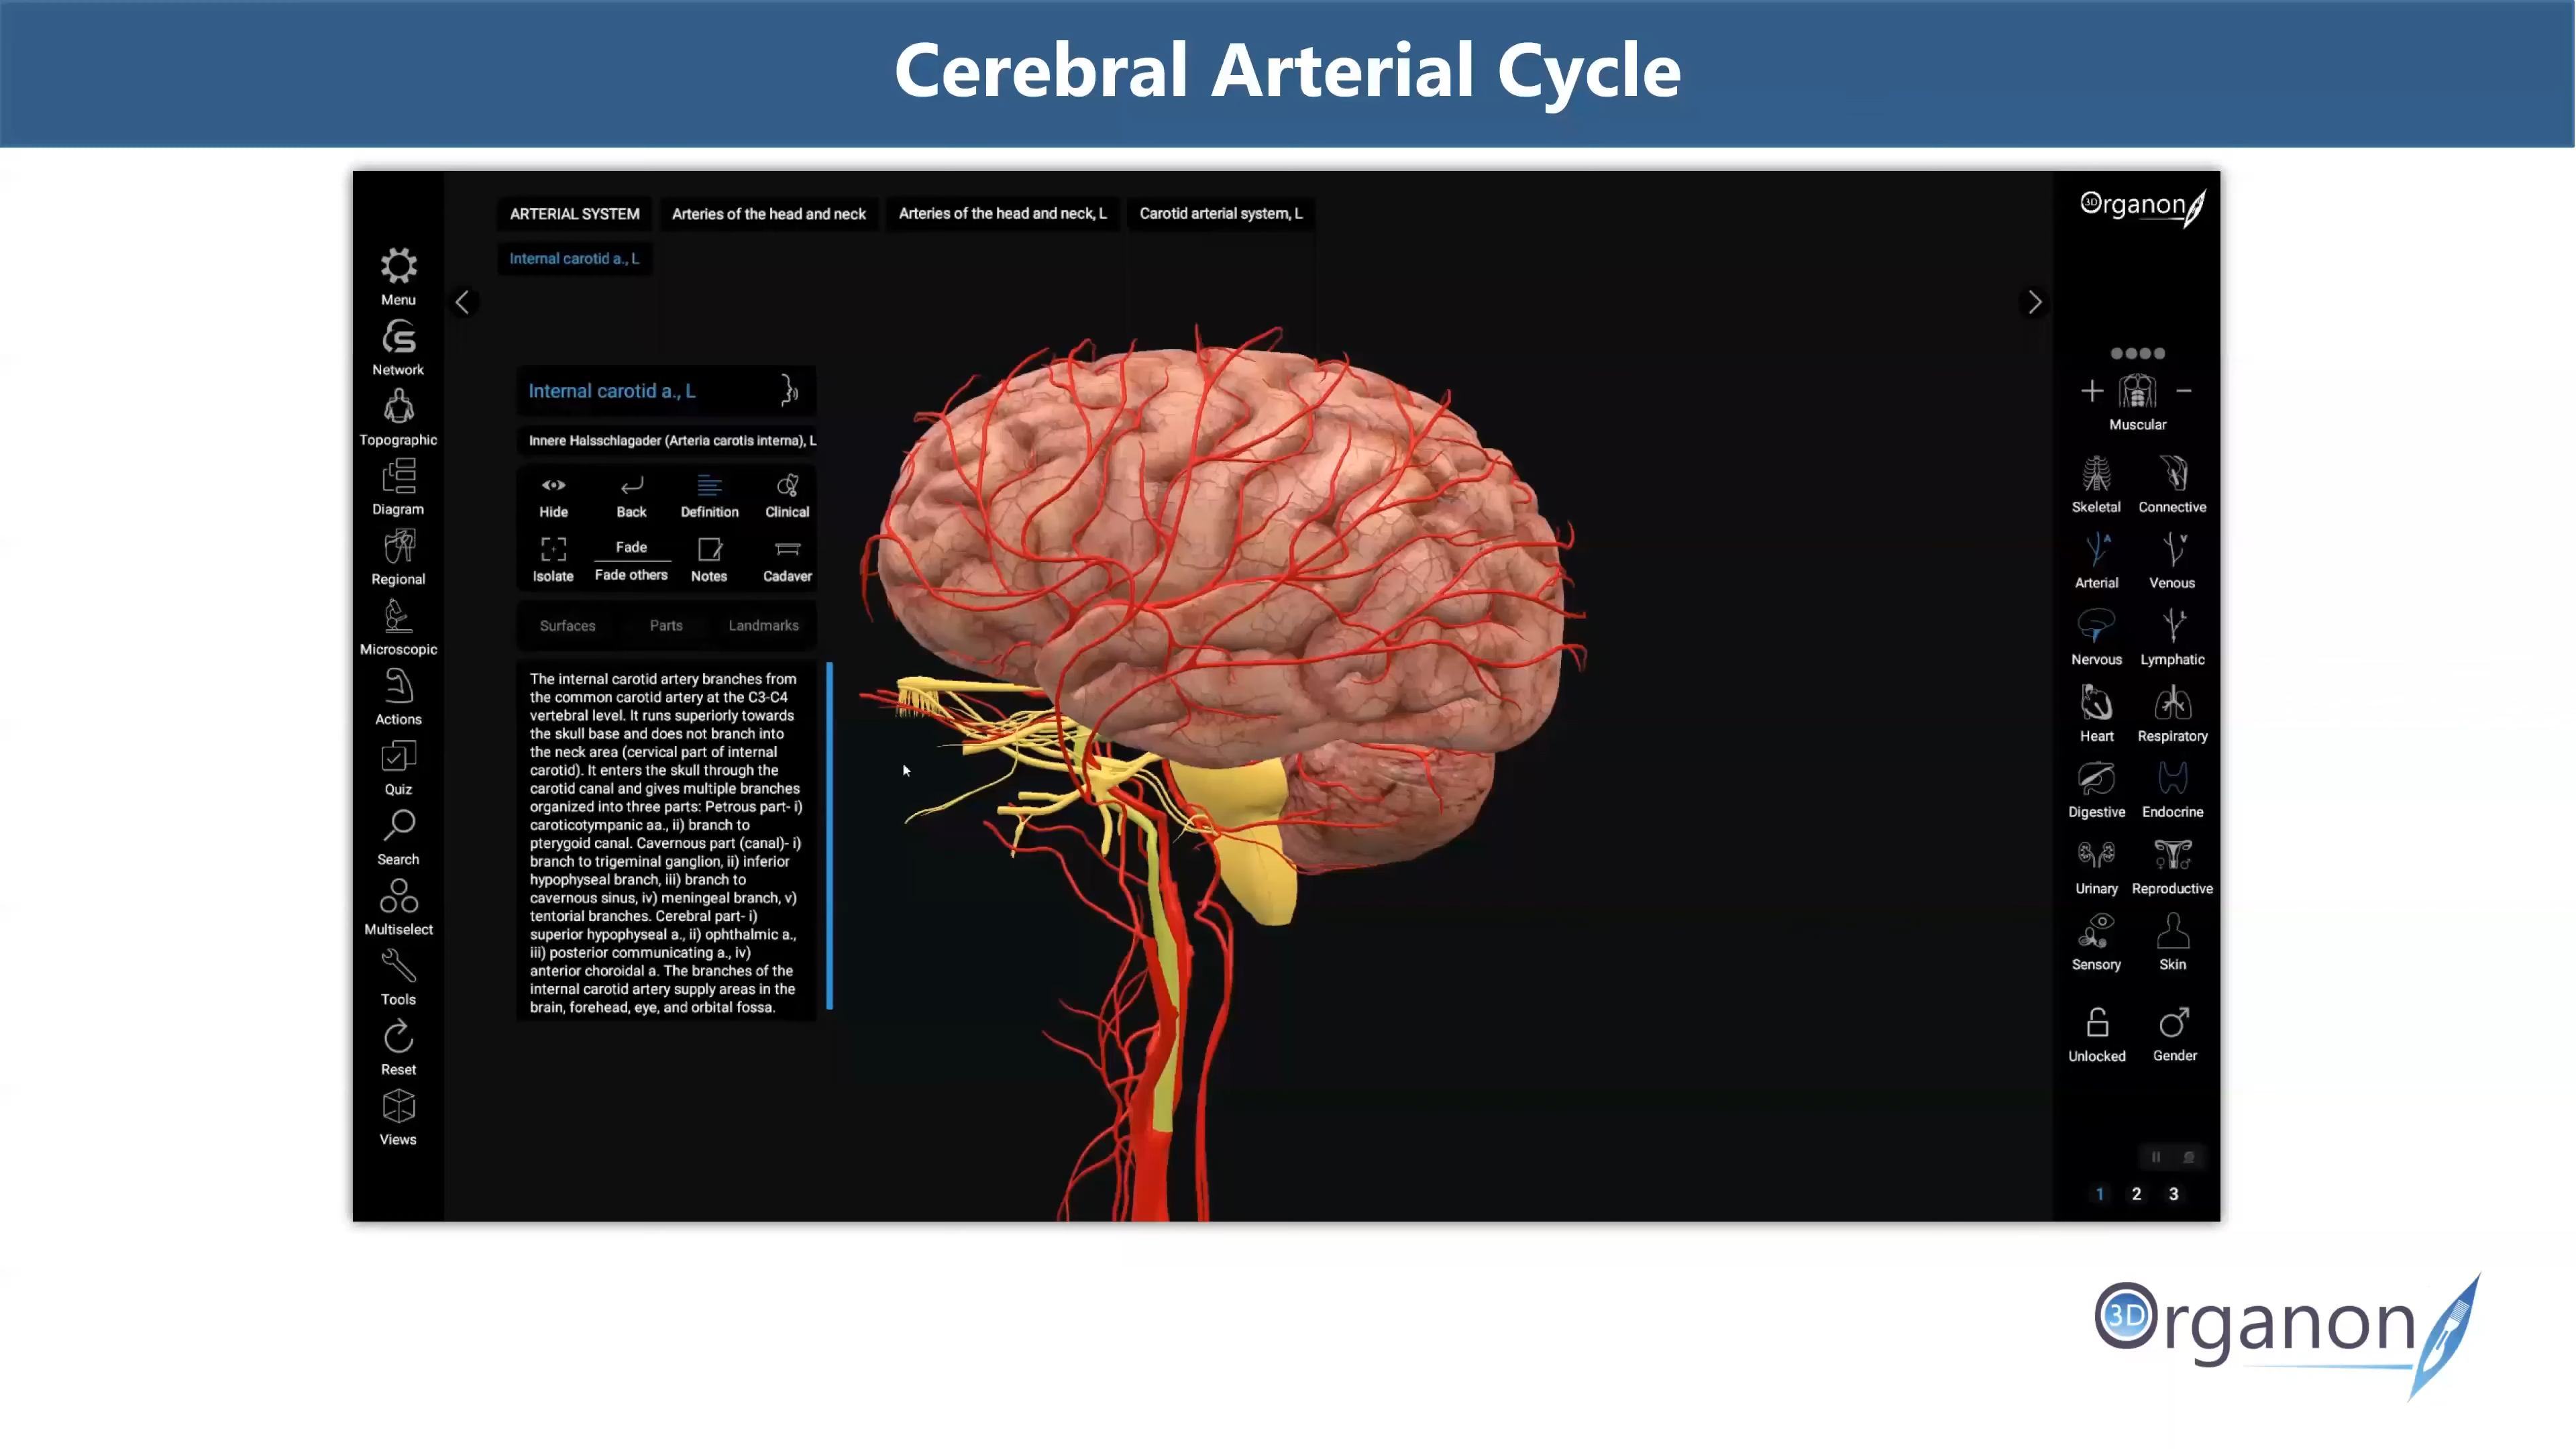 Cerebral Arterial Cycle
ARTERIAL SYSTEM
Arteries of the head and neck
Arteries of the head and neck, L
Carotid arterial system, L
Internal carotid a., L
3D Organon
Menu
Network
Topographic
Diagram
Regional
Microscopic
Actions
Quiz
Search
Multiselect
Tools
Reset
Views
Internal carotid a., L
Innere Halsschlagader (Arteria carotis interna), L
Hide Back Definition Clinical
Fade
Isolate Fade others Notes Cadaver
Surfaces Parts Landmarks
The internal carotid artery branches from
the common carotid artery at the C3-C4
vertebral level. It runs superiorly towards
the skull base and does not branch into
the neck area (cervical part of internal
carotid). It enters the skull through the
carotid canal and gives multiple branches
organized into three parts: Petrous part- i)
caroticotympanic aa., ii) branch to
pterygoid canal. Cavernous part (canal)- i)
branch to trigeminal ganglion, ii) inferior
hypophyseal branch, iii) branch to
cavernous sinus, iv) meningeal branch, v)
tentorial branches. Cerebral part- i)
superior hypophyseal a., ii) ophthalmic a.,
iii) posterior communicating a., iv)
anterior choroidal a. The branches of the
internal carotid artery supply areas in the
brain, forehead, eye, and orbital fossa.
Muscular
Skeletal Connective
A V
Arterial Venous
L
Nervous Lymphatic
Heart Respiratory
Digestive Endocrine
Urinary Reproductive
Sensory Skin
Unlocked Gender
1 2 3
3D Organon